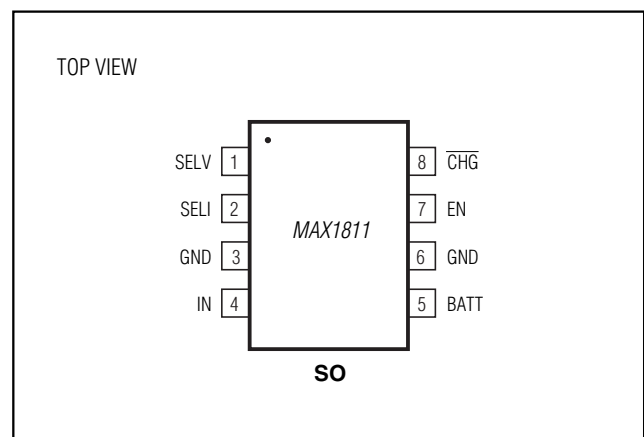 TOP VIEW
SELV 1 8 C̅H̅G̅
SELI 2 7 EN
MAX1811
GND 3 6 GND
IN 4 5 BATT
SO